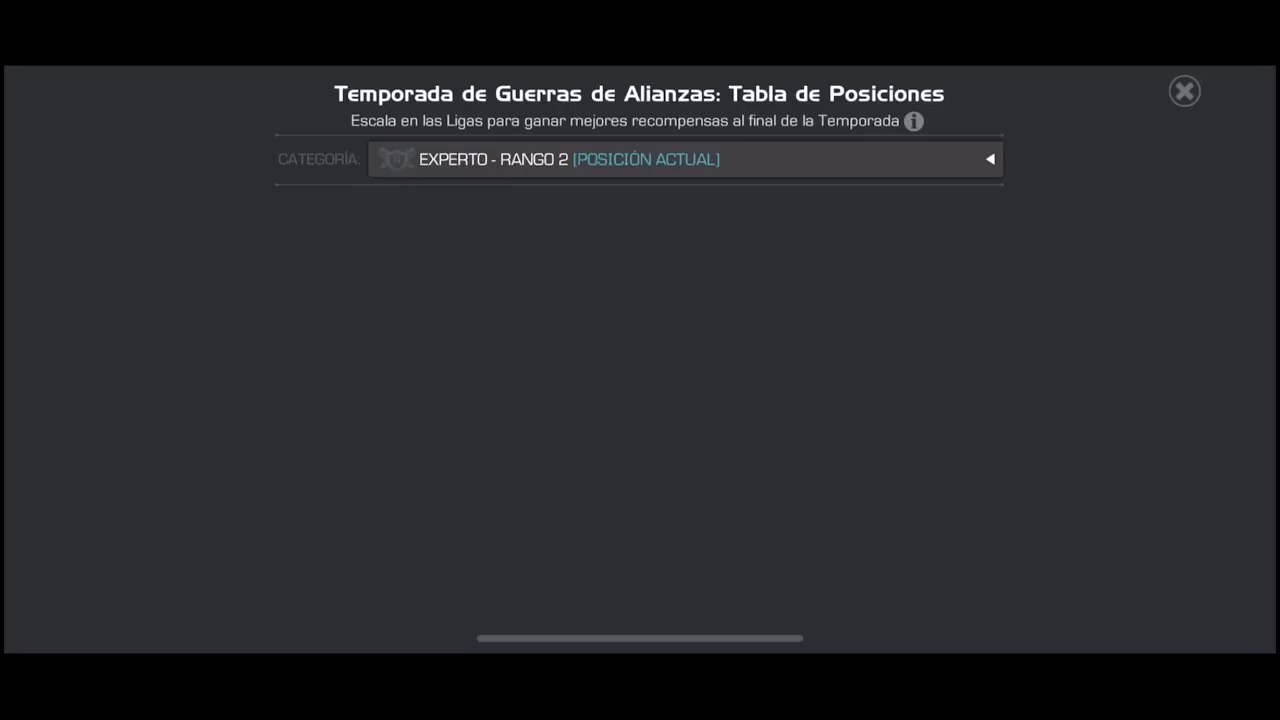 Temporada de Guerras de Alianzas: Tabla de Posiciones
Escala en las Ligas para ganar mejores recompensas al final de la Temporada
CATEGORÍA: EXPERTO - RANGO 2 [POSICIÓN ACTUAL]